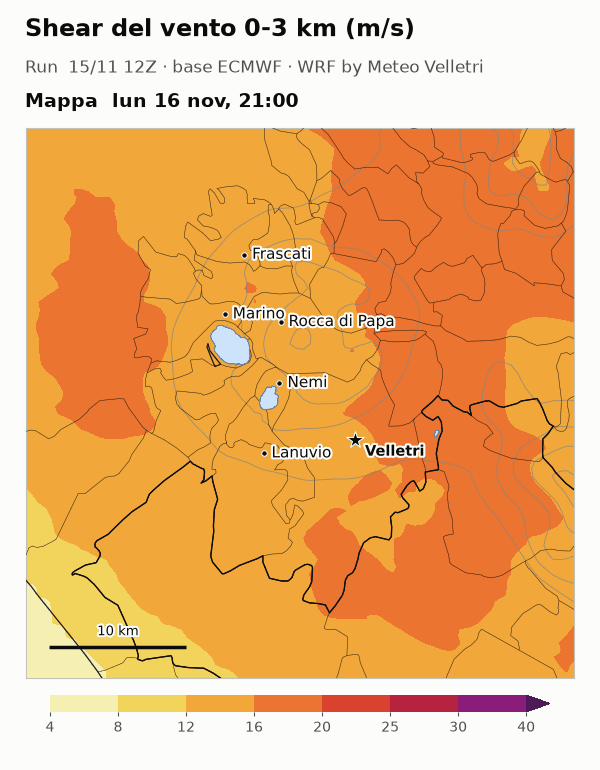 Shear del vento 0-3 km (m/s)
Run 15/11 12Z · base ECMWF · WRF by Meteo Velletri
Mappa lun 16 nov, 21:00
Frascati
Marino
Rocca di Papa
Nemi
Velletri
Lanuvio
10 km
4 8 12 16 20 25 30 40